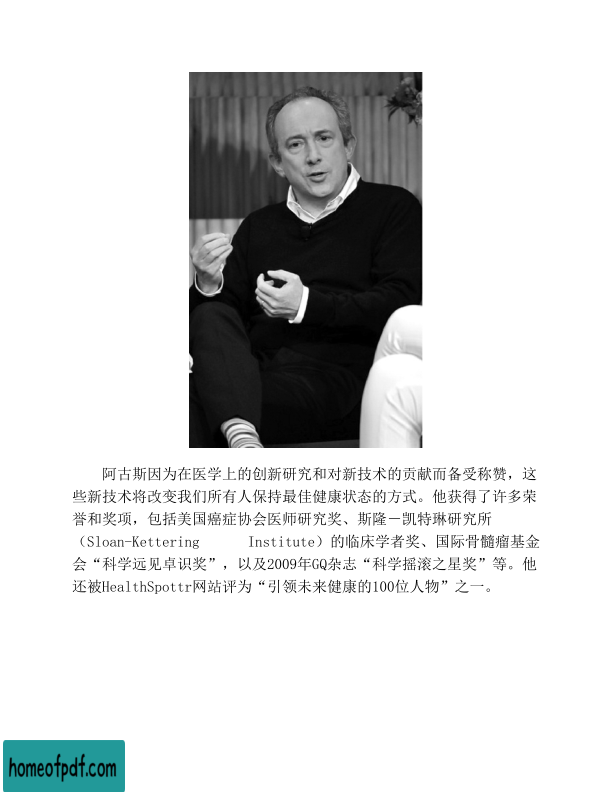 阿古斯因为在医学上的创新研究和对新技术的贡献而备受称赞，这
些新技术将改变我们所有人保持最佳健康状态的方式。他获得了许多荣
誉和奖项，包括美国癌症协会医师研究奖、斯隆－凯特琳研究所
（Sloan-Kettering Institute）的临床学者奖、国际骨髓瘤基金
会“科学远见卓识奖”，以及2009年GQ杂志“科学摇滚之星奖”等。他
还被HealthSpottr网站评为“引领未来健康的100位人物”之一。
homeofpdf.com